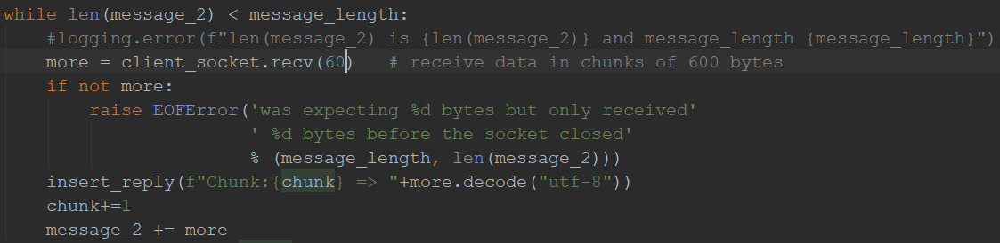 while len(message_2) < message_length:
#logging.error(f"len(message_2) is {len(message_2)} and message_length {message_length}")
more = client_socket.recv(60) # receive data in chunks of 600 bytes
if not more:
raise EOFError('was expecting %d bytes but only received'
' %d bytes before the socket closed'
% (message_length, len(message_2)))
insert_reply(f"Chunk:{chunk} => "+more.decode("utf-8"))
chunk+=1
message_2 += more